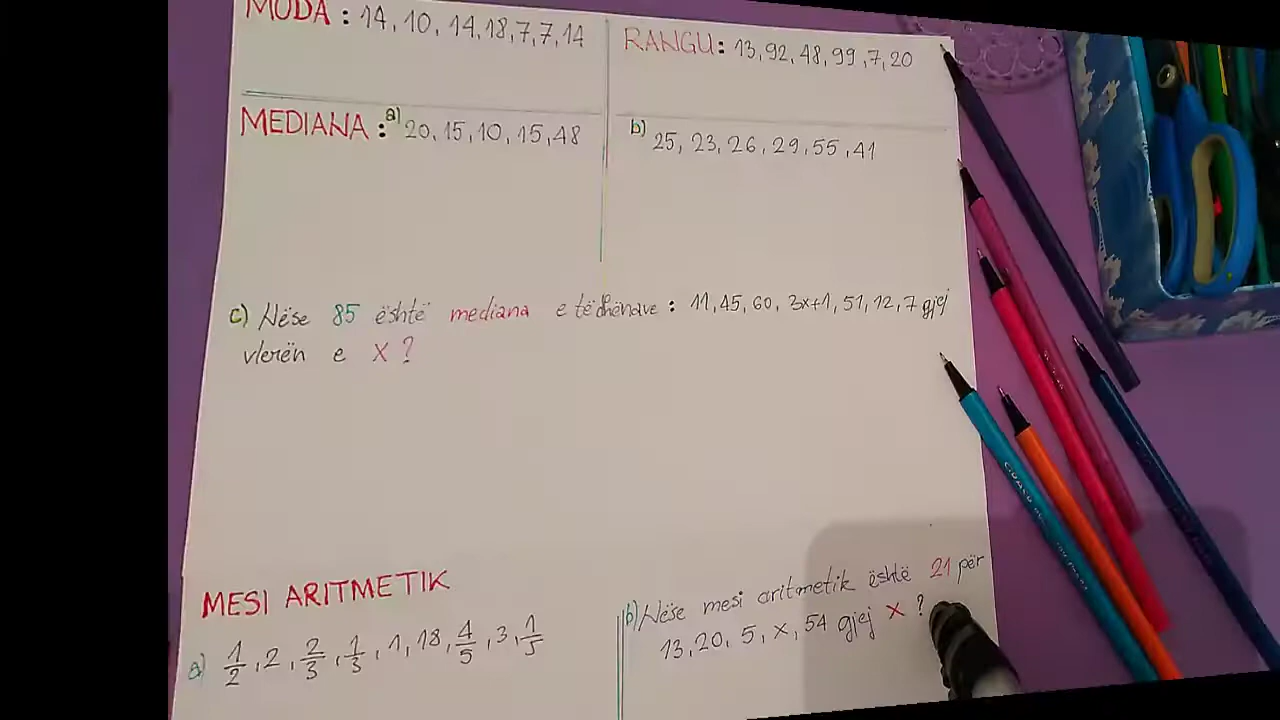 MODA : 14, 10, 14, 18, 7, 7, 14
RANGU: 13, 92, 48, 99, 7, 20
MEDIANA : a) 20, 15, 10, 15, 48
b) 25, 23, 26, 29, 55, 41
c) Nëse 85 është mediana e të dhënave : 11, 45, 60, 3x+1, 51, 12, 7 gjej
vlerën e x ?
MESI ARITMETIK
a) 1/2, 2, 2/3, 1/3, 1, 18, 4/5, 3, 1/5
b) Nëse mesi aritmetik është 21 për
13, 20, 5, x, 54 gjej x ?